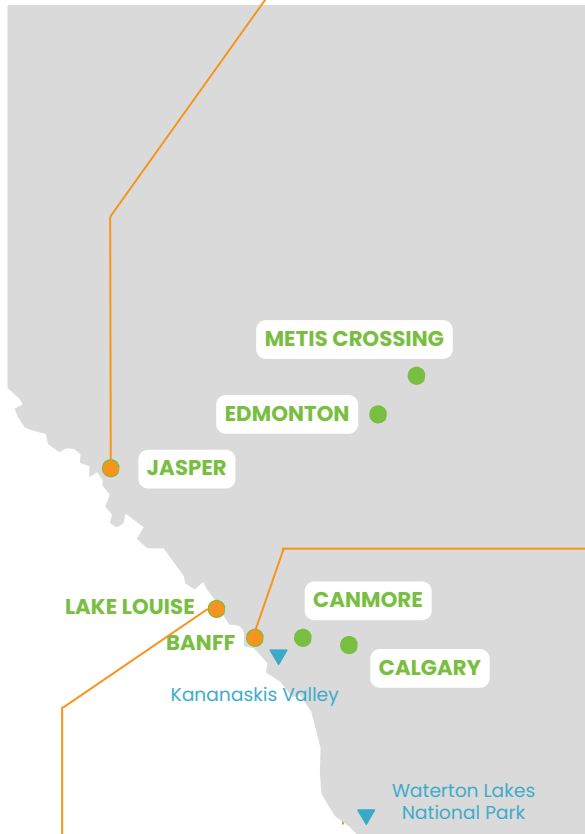 METIS CROSSING
EDMONTON
JASPER
CANMORE
LAKE LOUISE
BANFF
CALGARY
Kananaskis Valley
Waterton Lakes
National Park